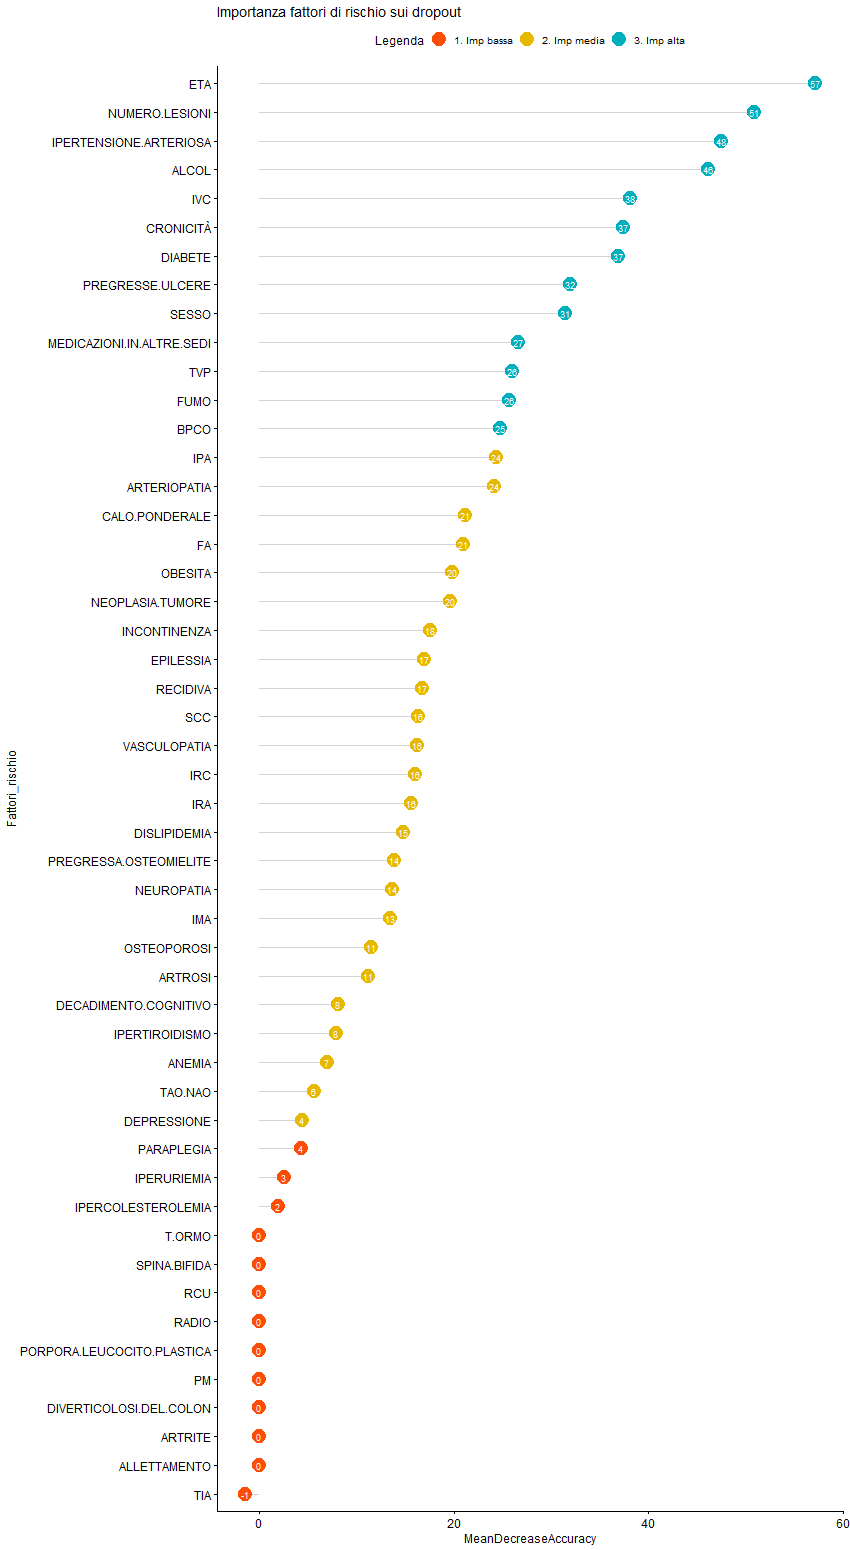 Importanza fattori di rischio sui dropout
Legenda 1. Imp bassa 2. Imp media 3. Imp alta
ETA 57
NUMERO.LESIONI 51
IPERTENSIONE.ARTERIOSA 48
ALCOL 46
IVC 38
CRONICITÀ 37
DIABETE 37
PREGRESSE.ULCERE 32
SESSO 31
MEDICAZIONI.IN.ALTRE.SEDI 27
TVP 26
FUMO 26
BPCO 25
IPA 24
ARTERIOPATIA 24
CALO.PONDERALE 21
FA 21
OBESITA 20
NEOPLASIA.TUMORE 20
INCONTINENZA 18
EPILESSIA 17
RECIDIVA 17
SCC 16
VASCULOPATIA 16
IRC 16
IRA 16
DISLIPIDEMIA 15
PREGRESSA.OSTEOMIELITE 14
NEUROPATIA 14
IMA 13
OSTEOPOROSI 11
ARTROSI 11
DECADIMENTO.COGNITIVO 8
IPERTIROIDISMO 8
ANEMIA 7
TAO.NAO 6
DEPRESSIONE 4
PARAPLEGIA 4
IPERURIEMIA 3
IPERCOLESTEROLEMIA 2
T.ORMO 0
SPINA.BIFIDA 0
RCU 0
RADIO 0
PORPORA.LEUCOCITO.PLASTICA 0
PM 0
DIVERTICOLOSI.DEL.COLON 0
ARTRITE 0
ALLETTAMENTO 0
TIA -1
Fattori_rischio
0 20 40 60
MeanDecreaseAccuracy